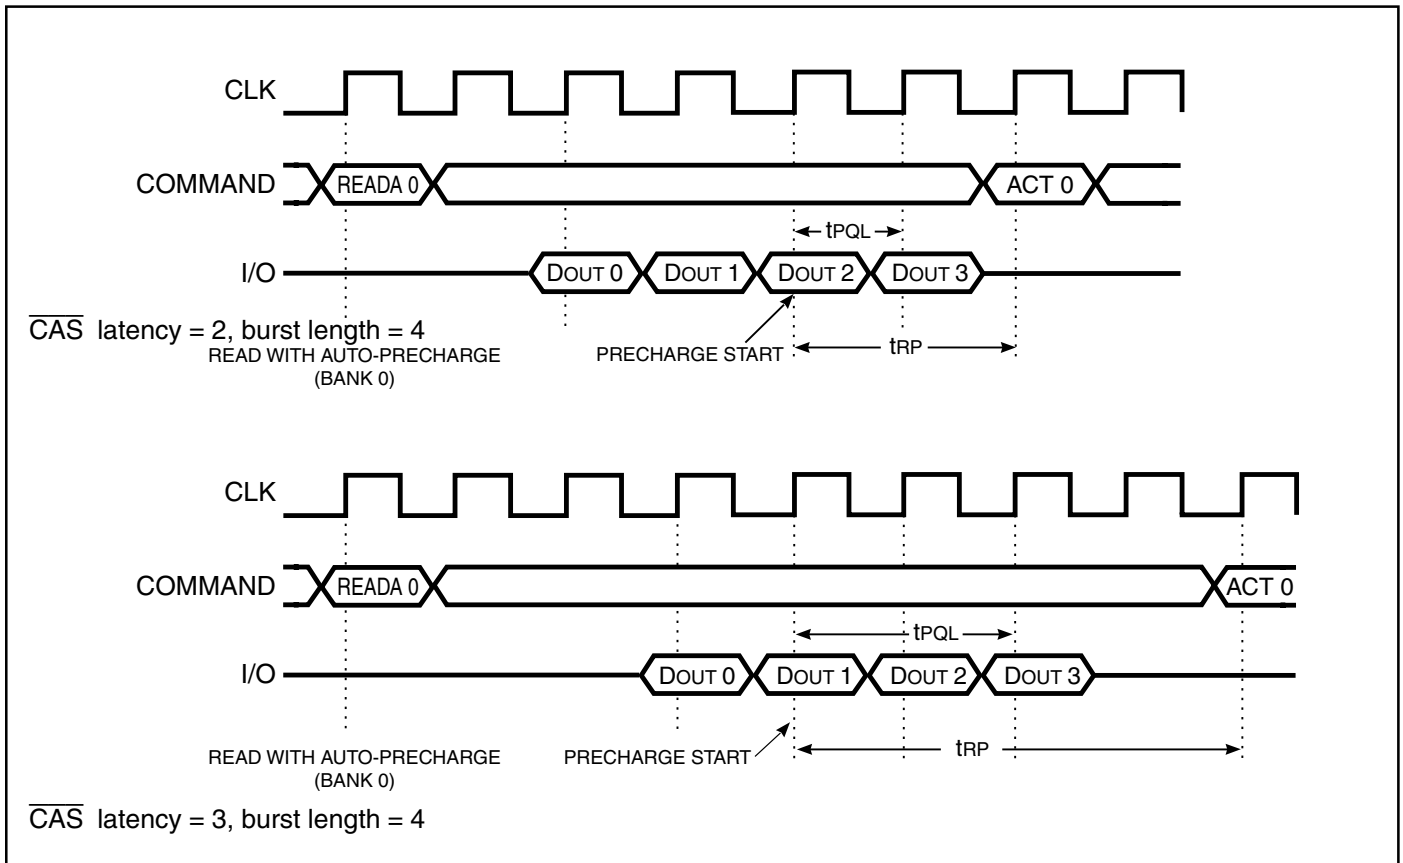 CLK
COMMAND READA 0 ACT 0
tPQL
I/O DOUT 0 DOUT 1 DOUT 2 DOUT 3
CAS latency = 2, burst length = 4
READ WITH AUTO-PRECHARGE
(BANK 0)
PRECHARGE START
tRP
CLK
COMMAND READA 0 ACT 0
tPQL
I/O DOUT 0 DOUT 1 DOUT 2 DOUT 3
READ WITH AUTO-PRECHARGE
(BANK 0)
PRECHARGE START
tRP
CAS latency = 3, burst length = 4